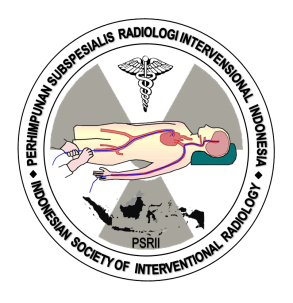 PERHIMPUNAN SUBSPESIALIS RADIOLOGI INTERVENSIONAL INDONESIA
PSRII
INDONESIAN SOCIETY OF INTERVENTIONAL RADIOLOGY